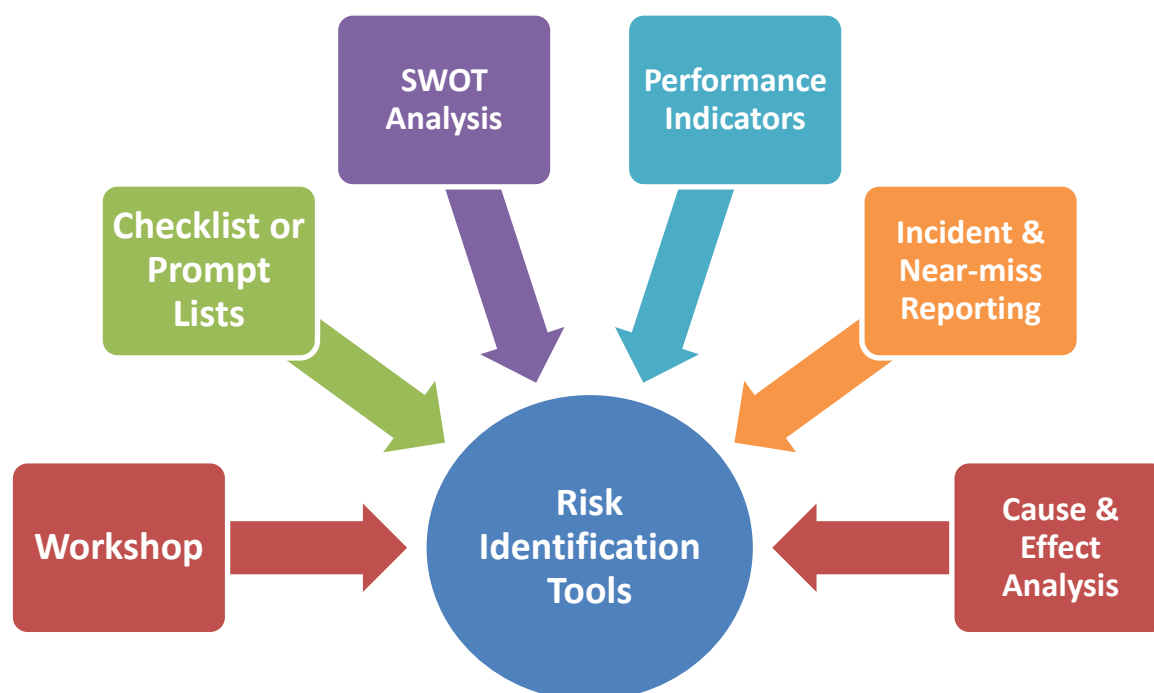 SWOT
Analysis
Performance
Indicators
Checklist or
Prompt
Lists
Incident &
Near-miss
Reporting
Workshop
Risk
Identification
Tools
Cause &
Effect
Analysis